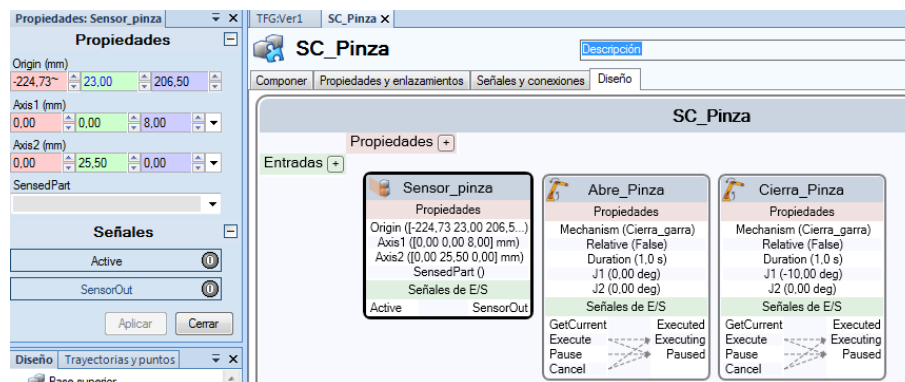 Propiedades: Sensor_pinza
Propiedades
Origin (mm)
-224,73~ 23,00 206,50
Axis1 (mm)
0,00 0,00 8,00
Axis2 (mm)
0,00 25,50 0,00
SensedPart
Señales
Active
SensorOut
Aplicar Cerrar
Diseño Trayectorias y puntos
Base superior
TFG:Ver1 SC_Pinza
SC_Pinza
Descripción
Componer Propiedades y enlazamientos Señales y conexiones Diseño
SC_Pinza
Propiedades +
Entradas +
Sensor_pinza
Propiedades
Origin ([-224,73 23,00 206,5...)
Axis1 ([0,00 0,00 8,00] mm)
Axis2 ([0,00 25,50 0,00] mm)
SensedPart ()
Señales de E/S
Active SensorOut
Abre_Pinza
Propiedades
Mechanism (Cierra_garra)
Relative (False)
Duration (1,0 s)
J1 (0,00 deg)
J2 (0,00 deg)
Señales de E/S
GetCurrent Executed
Execute Executing
Pause Paused
Cancel
Cierra_Pinza
Propiedades
Mechanism (Cierra_garra)
Relative (False)
Duration (1,0 s)
J1 (-10,00 deg)
J2 (0,00 deg)
Señales de E/S
GetCurrent Executed
Execute Executing
Pause Paused
Cancel